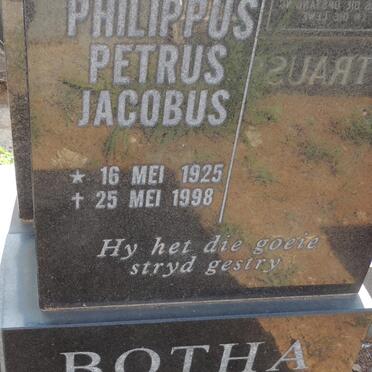 PHILIPPUS
PETRUS
JACOBUS
★ 16 MEI 1925
✝ 25 MEI 1998
Hy het die goeie
stryd gestry
BOTHA